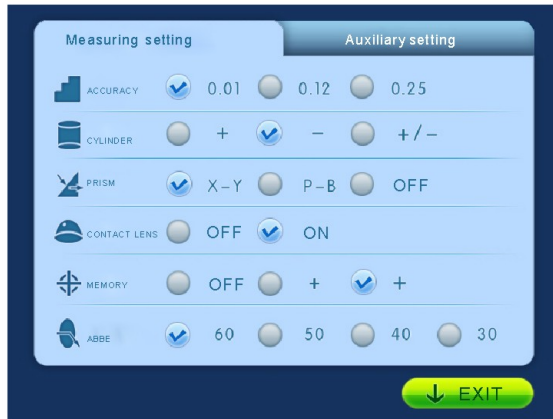 Measuring setting Auxiliary setting
ACCURACY 0.01 0.12 0.25
CYLINDER + − +/−
PRISM X−Y P−B OFF
CONTACT LENS OFF ON
MEMORY OFF + +
ABBE 60 50 40 30
EXIT